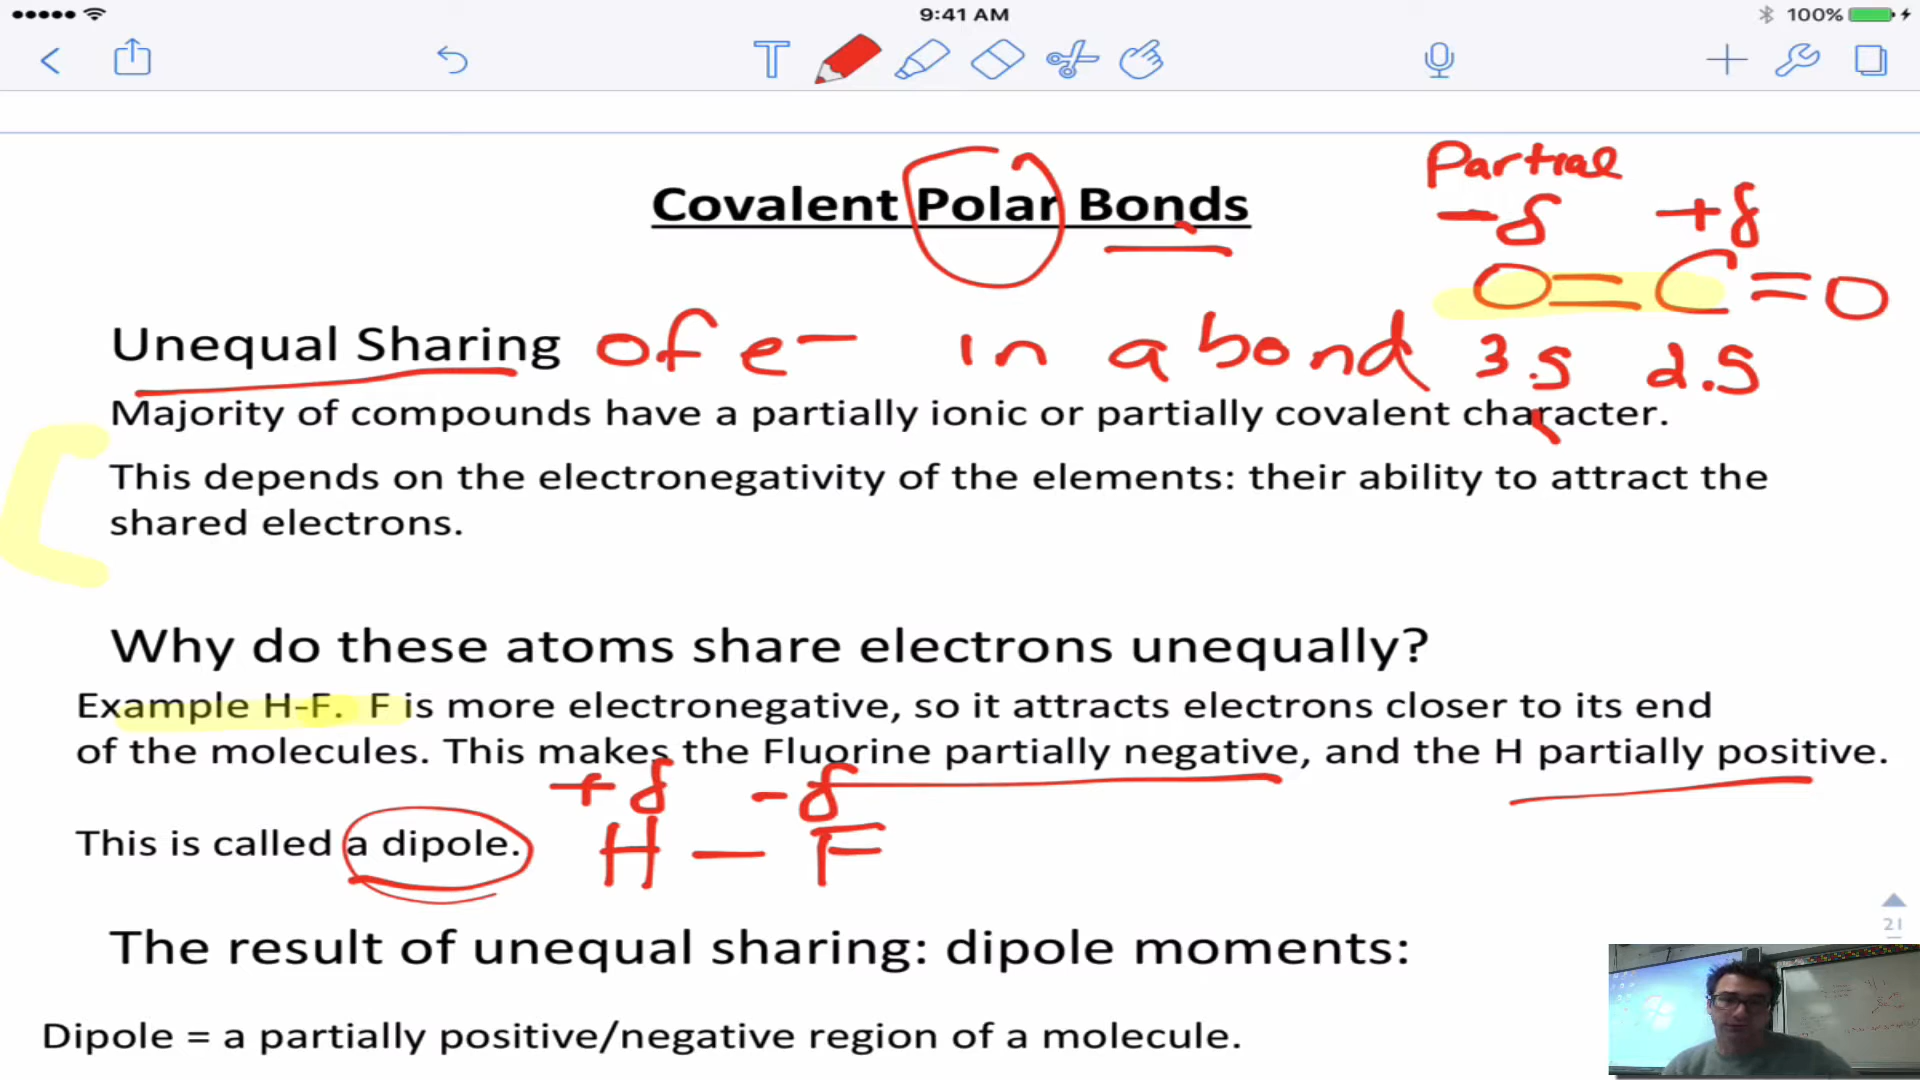 9:41 AM
100%
T
Partial
Covalent Polar Bonds
-δ +δ
O=C=O
Unequal Sharing of e- in a bond 3.5 2.5
Majority of compounds have a partially ionic or partially covalent character.
This depends on the electronegativity of the elements: their ability to attract the
shared electrons.
Why do these atoms share electrons unequally?
Example H-F. F is more electronegative, so it attracts electrons closer to its end
of the molecules. This makes the Fluorine partially negative, and the H partially positive.
+δ -δ
This is called a dipole. H - F
21
The result of unequal sharing: dipole moments:
Dipole = a partially positive/negative region of a molecule.